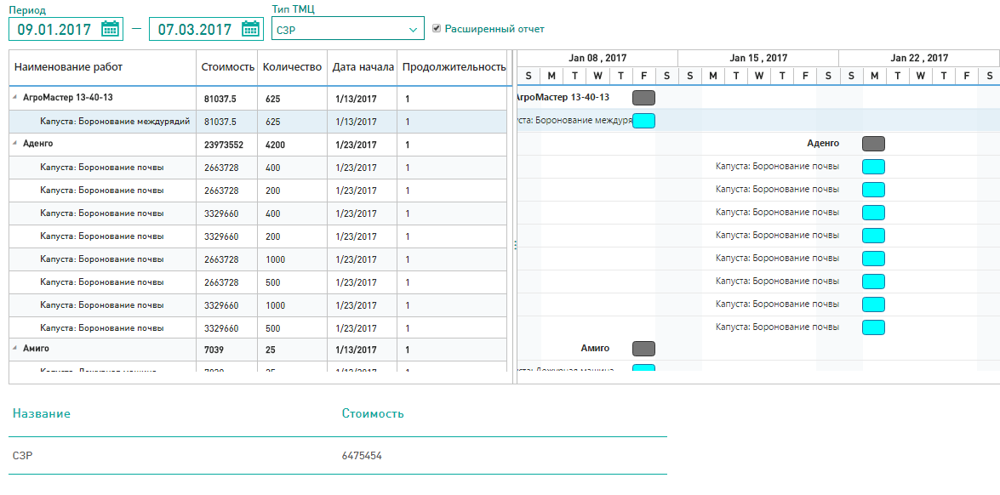 Период Тип ТМЦ
09.01.2017 — 07.03.2017 СЗР Расширенный отчет
Наименование работ Стоимость Количество Дата начала Продолжительность
Jan 08 , 2017 Jan 15 , 2017 Jan 22 , 2017
S M T W T F S S M T W T F S S M T W T F S
АгроМастер 13-40-13 81037.5 625 1/13/2017 1 АгроМастер 13-40-13
Капуста: Боронование междурядий 81037.5 625 1/13/2017 1 уста: Боронование междуря
Аденго 23973552 4200 1/23/2017 1 Аденго
Капуста: Боронование почвы 2663728 400 1/23/2017 1 Капуста: Боронование почвы
Капуста: Боронование почвы 2663728 200 1/23/2017 1 Капуста: Боронование почвы
Капуста: Боронование почвы 3329660 400 1/23/2017 1 Капуста: Боронование почвы
Капуста: Боронование почвы 3329660 200 1/23/2017 1 Капуста: Боронование почвы
Капуста: Боронование почвы 2663728 1000 1/23/2017 1 Капуста: Боронование почвы
Капуста: Боронование почвы 2663728 500 1/23/2017 1 Капуста: Боронование почвы
Капуста: Боронование почвы 3329660 1000 1/23/2017 1 Капуста: Боронование почвы
Капуста: Боронование почвы 3329660 500 1/23/2017 1 Капуста: Боронование почвы
Амиго 7039 25 1/13/2017 1 Амиго
Название Стоимость
СЗР 6475454